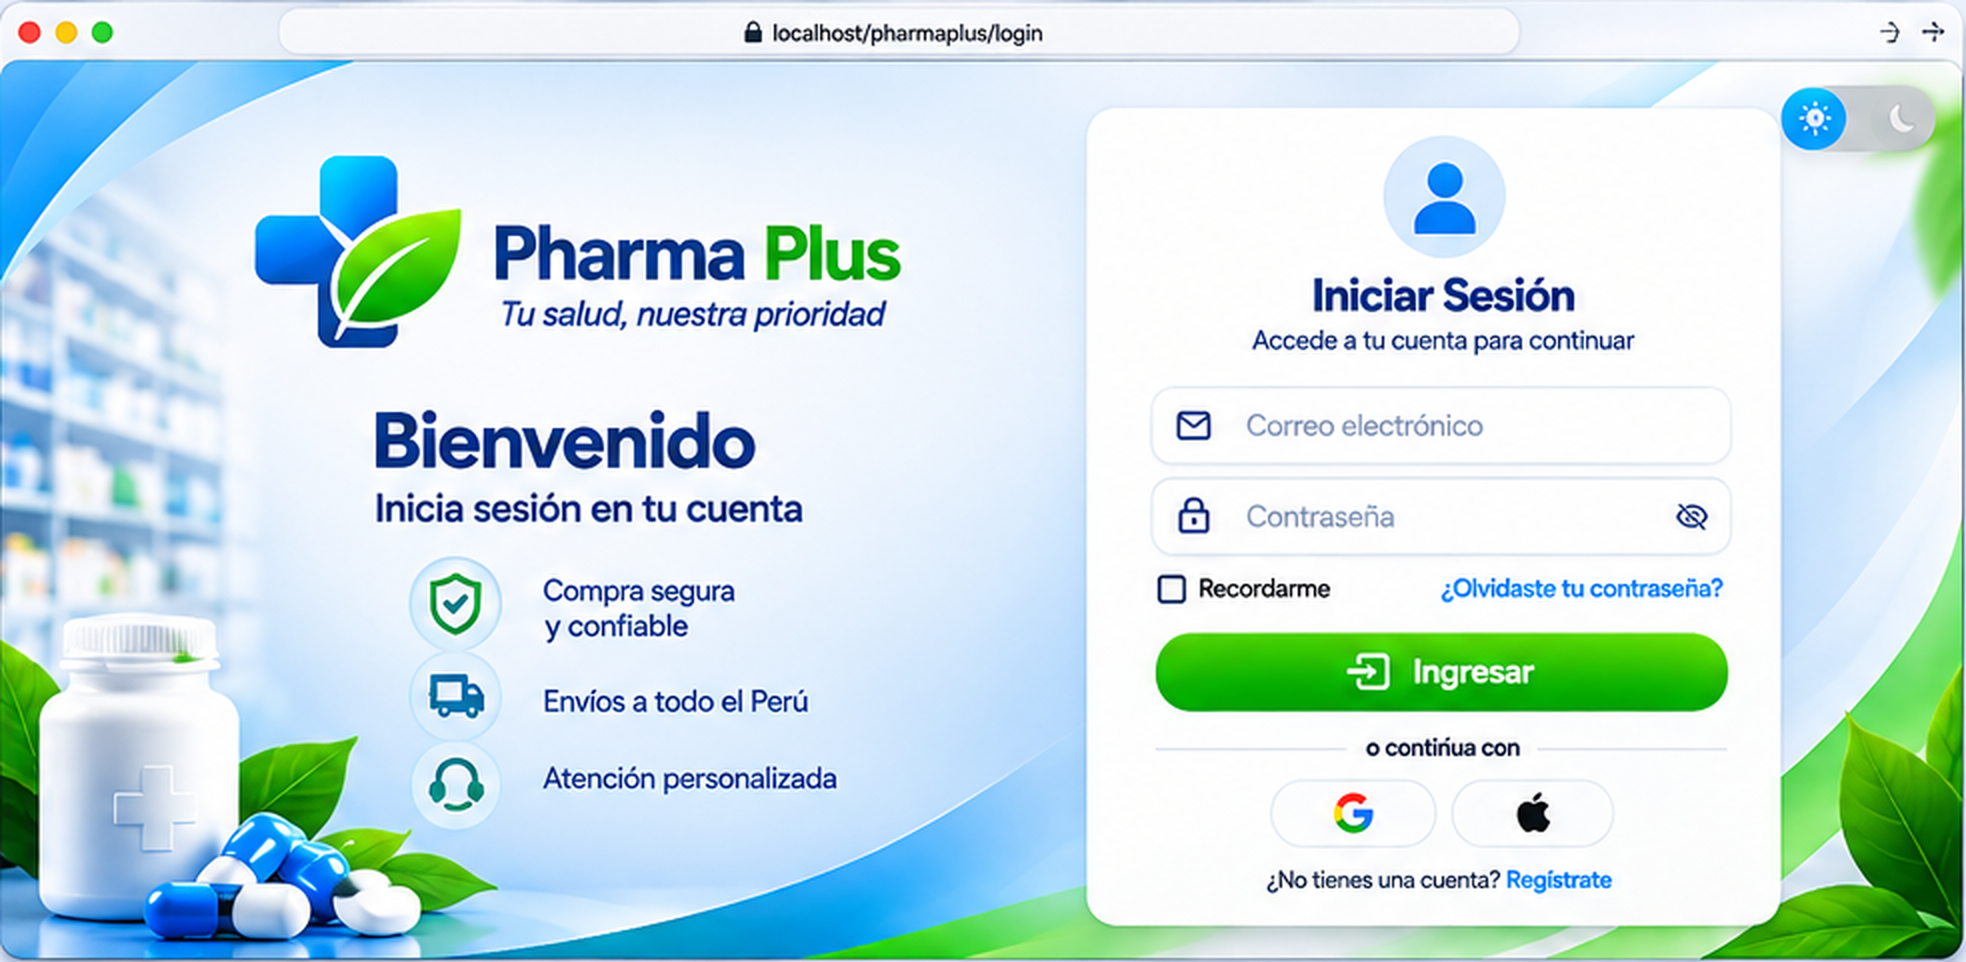 localhost/pharmaplus/login
Pharma Plus
Tu salud, nuestra prioridad
Bienvenido
Inicia sesión en tu cuenta
Compra segura
y confiable
Envíos a todo el Perú
Atención personalizada
Iniciar Sesión
Accede a tu cuenta para continuar
Correo electrónico
Contraseña
Recordarme
¿Olvidaste tu contraseña?
Ingresar
o contińua con
¿No tienes una cuenta? Regístrate